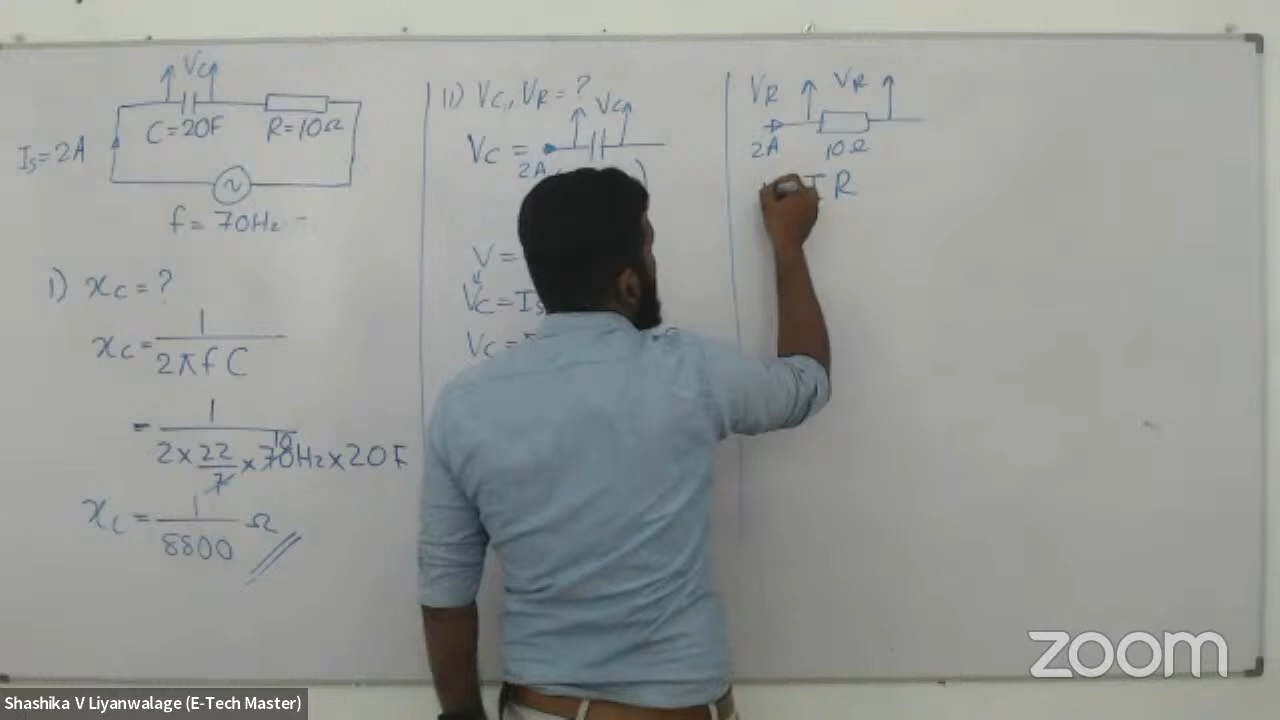 Vc
C=20F R=10Ω
Is=2A
f= 70Hz
I) xc = ?
xc = 1
2πfC
= 1
2×22/7×70Hz×20F
10
xc = 1/8800 Ω
II) Vc, VR = ?
Vc
Vc =
2A
V =
Vc = Is
Vc =
VR VR
2A 10Ω
I R
zoom
Shashika V Liyanwalage (E-Tech Master)